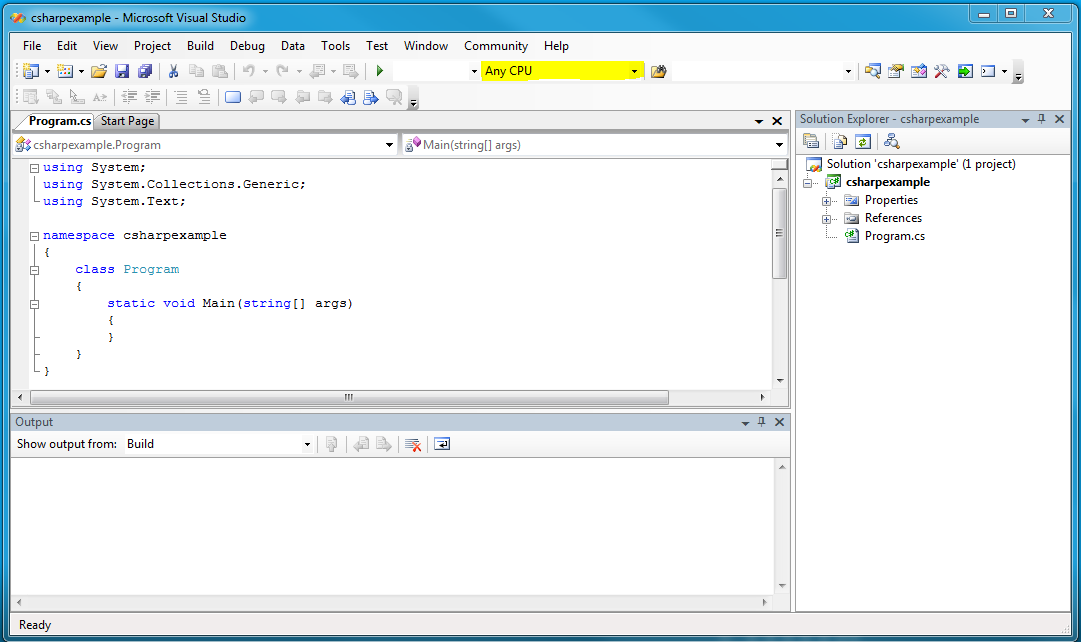 csharpexample - Microsoft Visual Studio
File Edit View Project Build Debug Data Tools Test Window Community Help
Any CPU
Program.cs Start Page
csharpexample.Program Main(string[] args)
using System;
using System.Collections.Generic;
using System.Text;
namespace csharpexample
{
class Program
{
static void Main(string[] args)
{
}
}
}
Output
Show output from: Build
Solution Explorer - csharpexample
Solution 'csharpexample' (1 project)
csharpexample
Properties
References
Program.cs
Ready